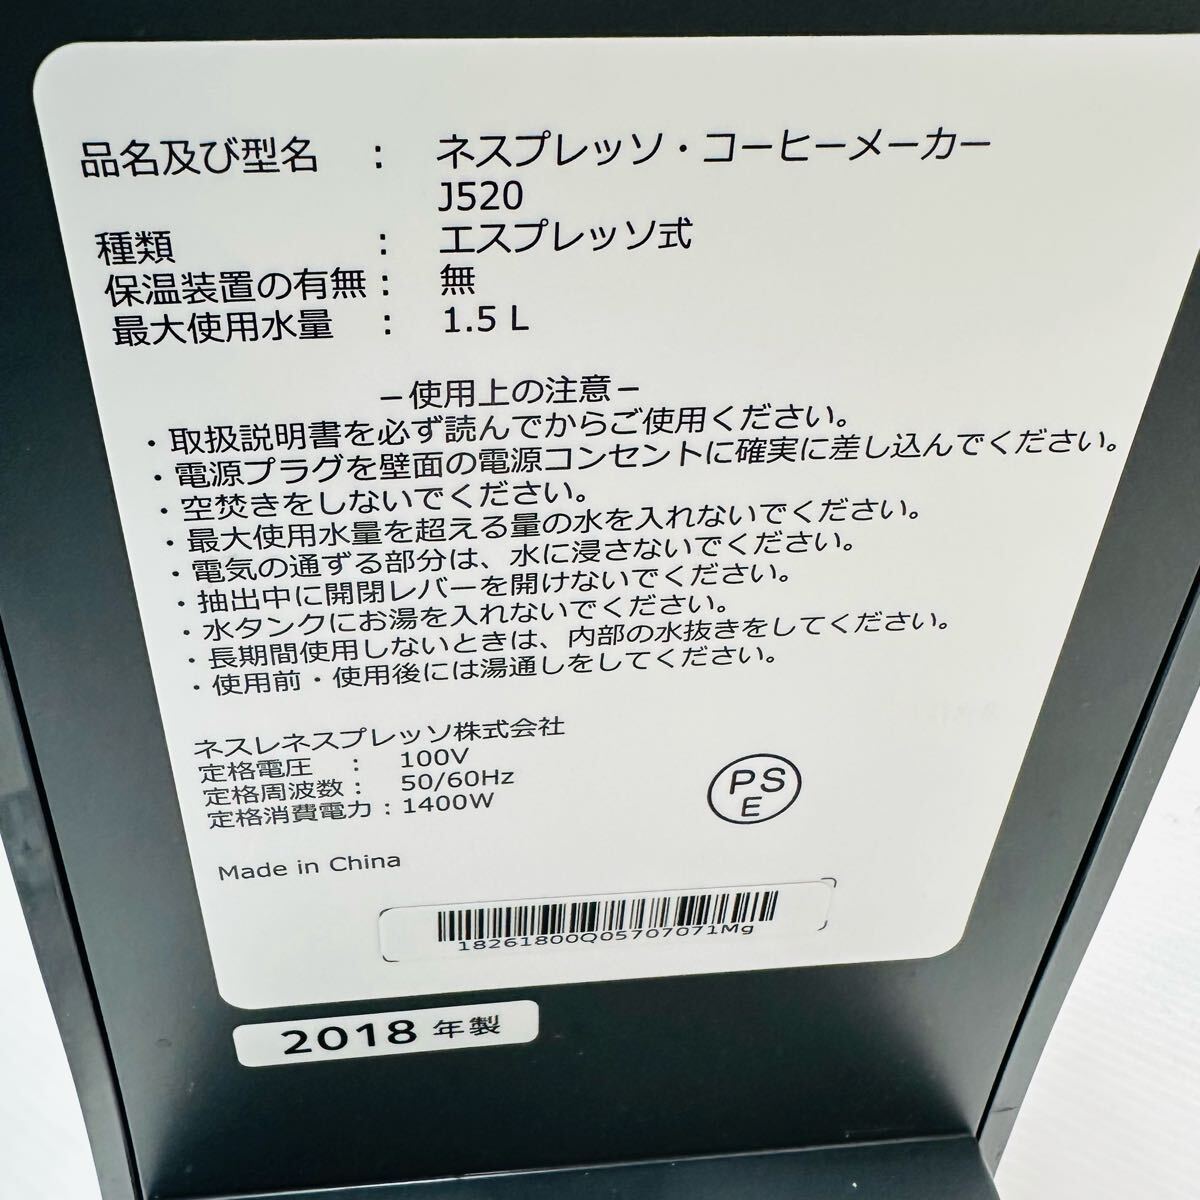 品名及び型名 ： ネスプレッソ・コーヒーメーカー
J520
種類 ： エスプレッソ式
保温装置の有無： 無
最大使用水量 ： 1.5 L
－使用上の注意－
・取扱説明書を必ず読んでからご使用ください。
・電源プラグを壁面の電源コンセントに確実に差し込んでください。
・空焚きをしないでください。
・最大使用水量を超える量の水を入れないでください。
・電気の通ずる部分は、水に浸さないでください。
・抽出中に開閉レバーを開けないでください。
・水タンクにお湯を入れないでください。
・長期間使用しないときは、内部の水抜きをしてください。
・使用前・使用後には湯通しをしてください。
ネスレネスプレッソ株式会社
定格電圧 ： 100V
定格周波数： 50/60Hz
定格消費電力：1400W
PS
E
Made in China
18261800Q05707071Mg
2018 年製